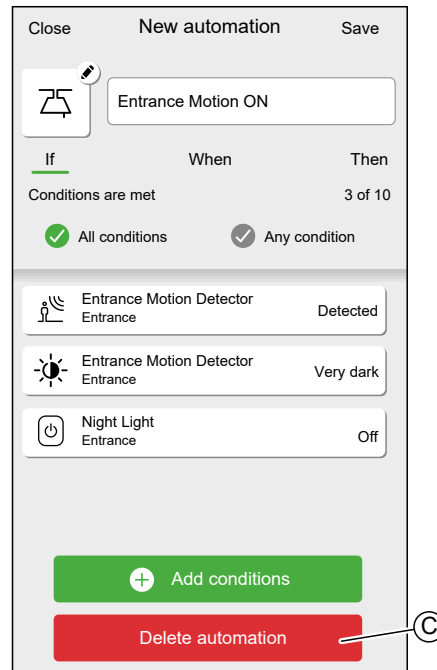 Close New automation Save
Entrance Motion ON
If When Then
Conditions are met 3 of 10
All conditions Any condition
Entrance Motion Detector
Entrance
Detected
Entrance Motion Detector
Entrance
Very dark
Night Light
Entrance
Off
Add conditions
Delete automation
C